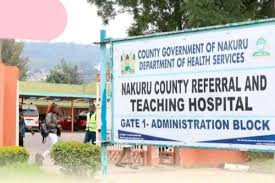 COUNTY GOVERNMENT OF NAKURU
DEPARTMENT OF HEALTH SERVICES
NAKURU COUNTY REFERRAL AND
TEACHING HOSPITAL
GATE 1- ADMINISTRATION BLOCK